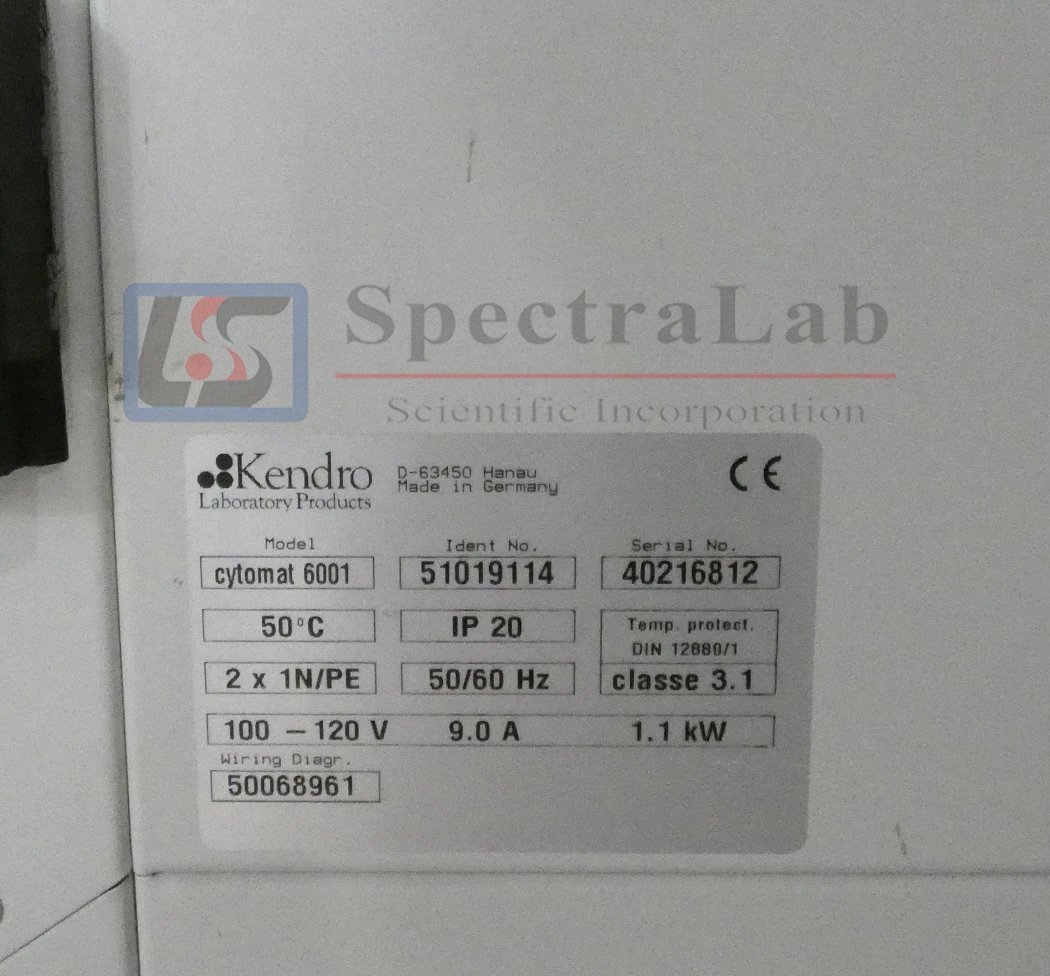 LS SpectraLab
Scientific Incorporation
Kendro D-63450 Hanau CE
Laboratory Products Made in Germany
Model Ident No. Serial No.
cytomat 6001 51019114 40216812
50°C IP 20 Temp. protect.
DIN 12880/1
2 x 1N/PE 50/60 Hz classe 3.1
100 – 120 V 9.0 A 1.1 kW
Wiring Diagr.
50068961